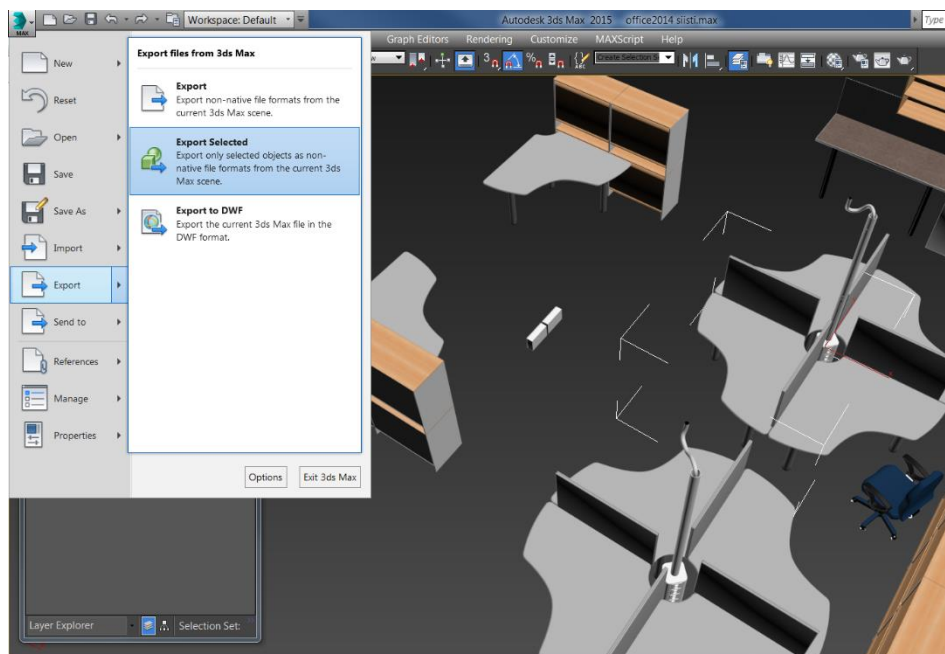 MAX
Workspace: Default
Autodesk 3ds Max 2015 office2014 siisti.max
Type
Graph Editors Rendering Customize MAXScript Help
Create Selection S
New
Reset
Open
Save
Save As
Import
Export
Send to
References
Manage
Properties
Export files from 3ds Max
Export
Export non-native file formats from the
current 3ds Max scene.
Export Selected
Export only selected objects as non-
native file formats from the current 3ds
Max scene.
Export to DWF
Export the current 3ds Max file in the
DWF format.
Options Exit 3ds Max
Layer Explorer Selection Set: